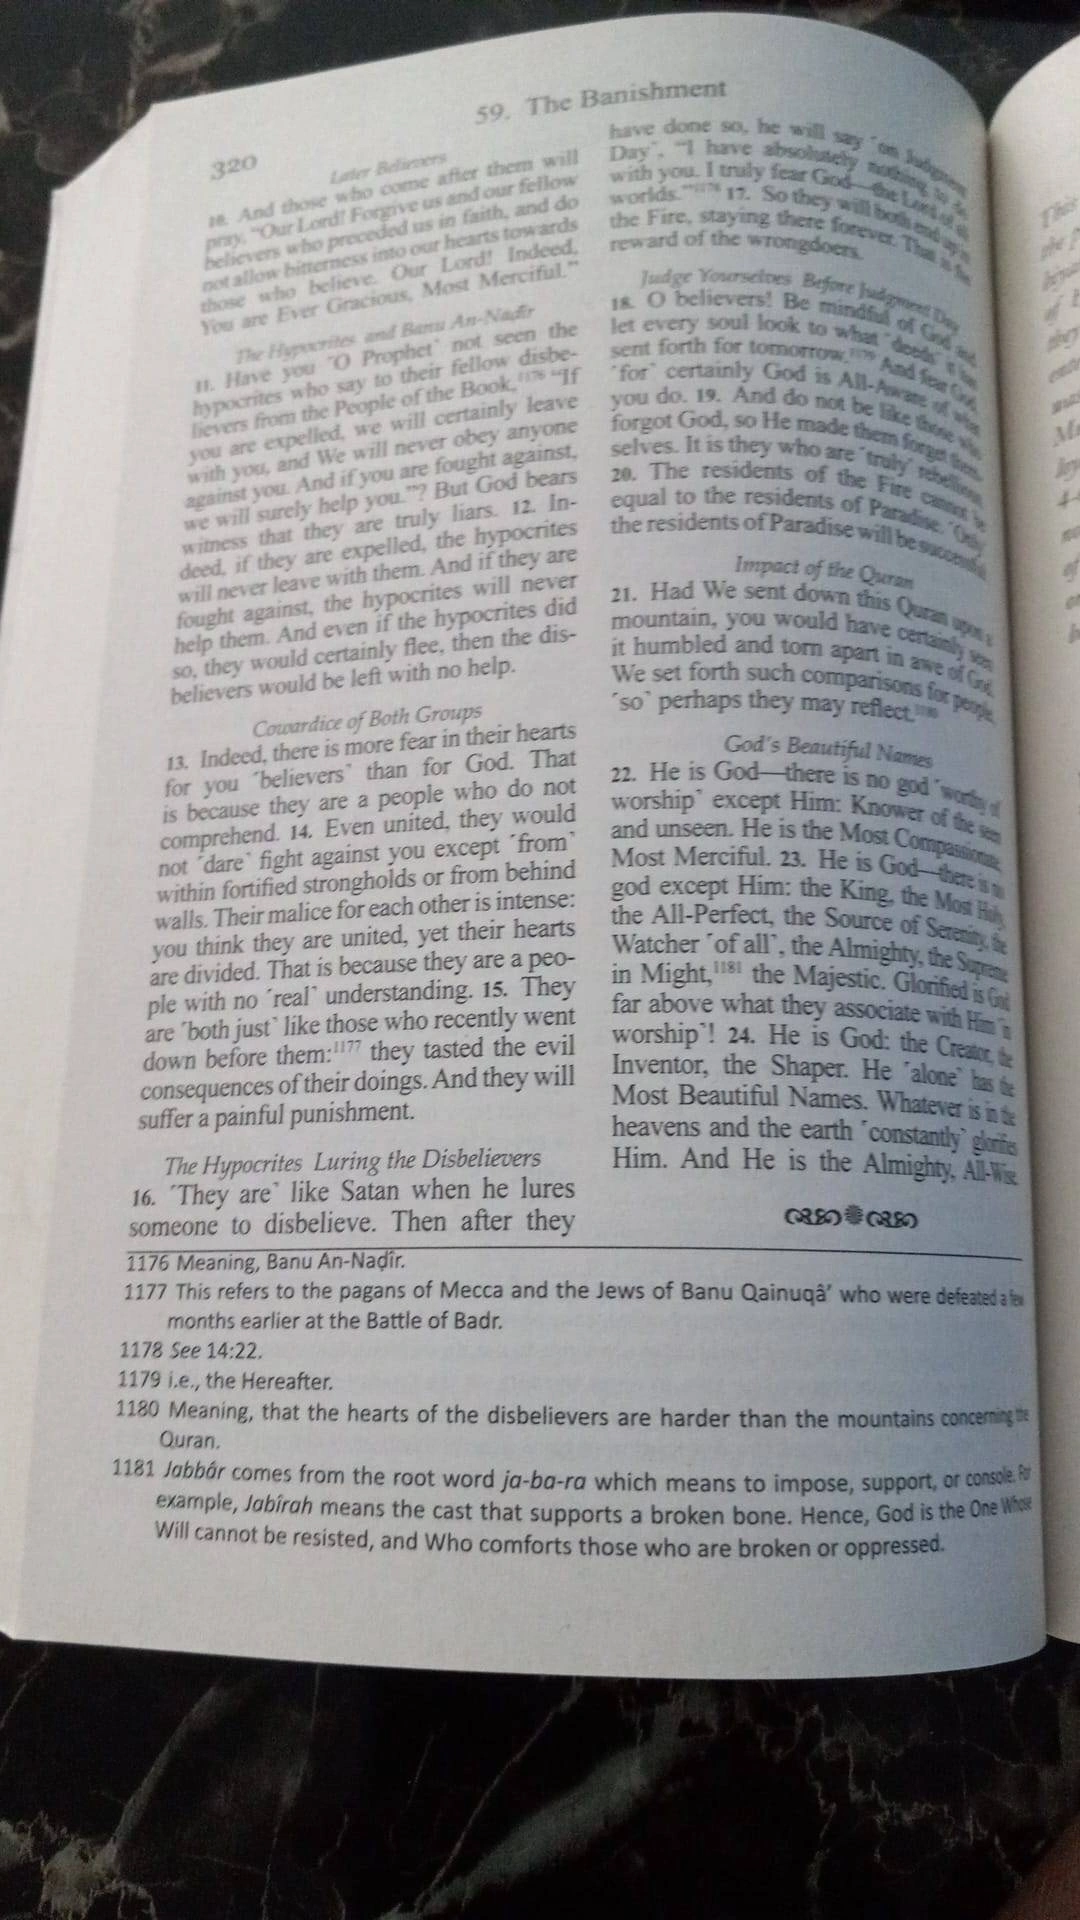 59. The Banishment
320
Later Believers
10. And those who come after them will
pray, “Our Lord! Forgive us and our fellow
believers who preceded us in faith, and do
not allow bitterness into our hearts towards
those who believe. Our Lord! Indeed,
You are Ever Gracious, Most Merciful.”
The Hypocrites and Banu An-Naḍîr
11. Have you ˹O Prophet˺ not seen the
hypocrites who say to their fellow disbe-
lievers from the People of the Book,1176 “If
you are expelled, we will certainly leave
with you, and We will never obey anyone
against you. And if you are fought against,
we will surely help you.”? But God bears
witness that they are truly liars. 12. In-
deed, if they are expelled, the hypocrites
will never leave with them. And if they are
fought against, the hypocrites will never
help them. And even if the hypocrites did
so, they would certainly flee, then the dis-
believers would be left with no help.
Cowardice of Both Groups
13. Indeed, there is more fear in their hearts
for you ˹believers˺ than for God. That
is because they are a people who do not
comprehend. 14. Even united, they would
not ˹dare˺ fight against you except ˹from˺
within fortified strongholds or from behind
walls. Their malice for each other is intense:
you think they are united, yet their hearts
are divided. That is because they are a peo-
ple with no ˹real˺ understanding. 15. They
are ˹both just˺ like those who recently went
down before them:1177 they tasted the evil
consequences of their doings. And they will
suffer a painful punishment.
The Hypocrites Luring the Disbelievers
16. ˹They are˺ like Satan when he lures
someone to disbelieve. Then after they
have done so, he will say ˹on Judgment
Day˺, “I have absolutely nothing to do
with you. I truly fear God—the Lord of all
worlds.”1178 17. So they will both end up in
the Fire, staying there forever. That is the
reward of the wrongdoers.
Judge Yourselves Before Judgment Day
18. O believers! Be mindful of God and
let every soul look to what ˹deeds˺ it has
sent forth for tomorrow.1179 And fear God,
˹for˺ certainly God is All-Aware of what
you do. 19. And do not be like those who
forgot God, so He made them forget them-
selves. It is they who are ˹truly˺ rebellious.
20. The residents of the Fire cannot be
equal to the residents of Paradise. ˹Only˺
the residents of Paradise will be successful.
Impact of the Quran
21. Had We sent down this Quran upon a
mountain, you would have certainly seen
it humbled and torn apart in awe of God.
We set forth such comparisons for people,
˹so˺ perhaps they may reflect.1180
God’s Beautiful Names
22. He is God—there is no god ˹worthy of
worship˺ except Him: Knower of the seen
and unseen. He is the Most Compassionate,
Most Merciful. 23. He is God—there is no
god except Him: the King, the Most Holy,
the All-Perfect, the Source of Serenity, the
Watcher ˹of all˺, the Almighty, the Supreme
in Might,1181 the Majestic. Glorified is God
far above what they associate with Him ˹in
worship˺! 24. He is God: the Creator, the
Inventor, the Shaper. He ˹alone˺ has the
Most Beautiful Names. Whatever is in the
heavens and the earth ˹constantly˺ glorifies
Him. And He is the Almighty, All-Wise.
1176 Meaning, Banu An-Naḍîr.
1177 This refers to the pagans of Mecca and the Jews of Banu Qainuqâ’ who were defeated a few
months earlier at the Battle of Badr.
1178 See 14:22.
1179 i.e., the Hereafter.
1180 Meaning, that the hearts of the disbelievers are harder than the mountains concerning the
Quran.
1181 Jabbâr comes from the root word ja-ba-ra which means to impose, support, or console. For
example, Jabîrah means the cast that supports a broken bone. Hence, God is the One Whose
Will cannot be resisted, and Who comforts those who are broken or oppressed.